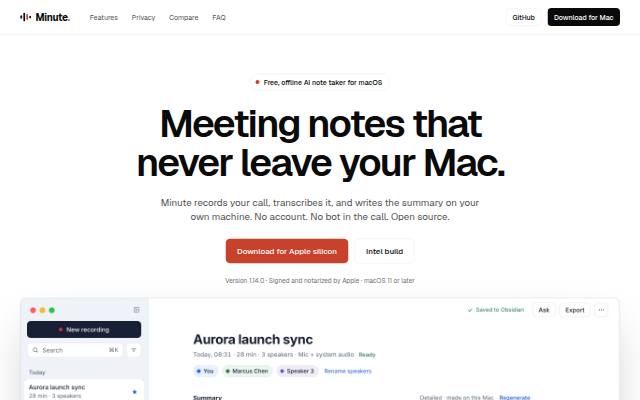 Minute.
Features Privacy Compare FAQ
GitHub
Download for Mac
Free, offline AI note taker for macOS
Meeting notes that
never leave your Mac.
Minute records your call, transcribes it, and writes the summary on your
own machine. No account. No bot in the call. Open source.
Download for Apple silicon
Intel build
Version 1.14.0 · Signed and notarized by Apple · macOS 11 or later
Saved to Obsidian Ask Export
New recording
Search ⌘K
Today
Aurora launch sync
28 min · 3 speakers
Aurora launch sync
Today, 08:31 · 28 min · 3 speakers · Mic + system audio Ready
You Marcus Chen Speaker 3 Rename speakers
Summary
Detailed · made on this Mac Regenerate